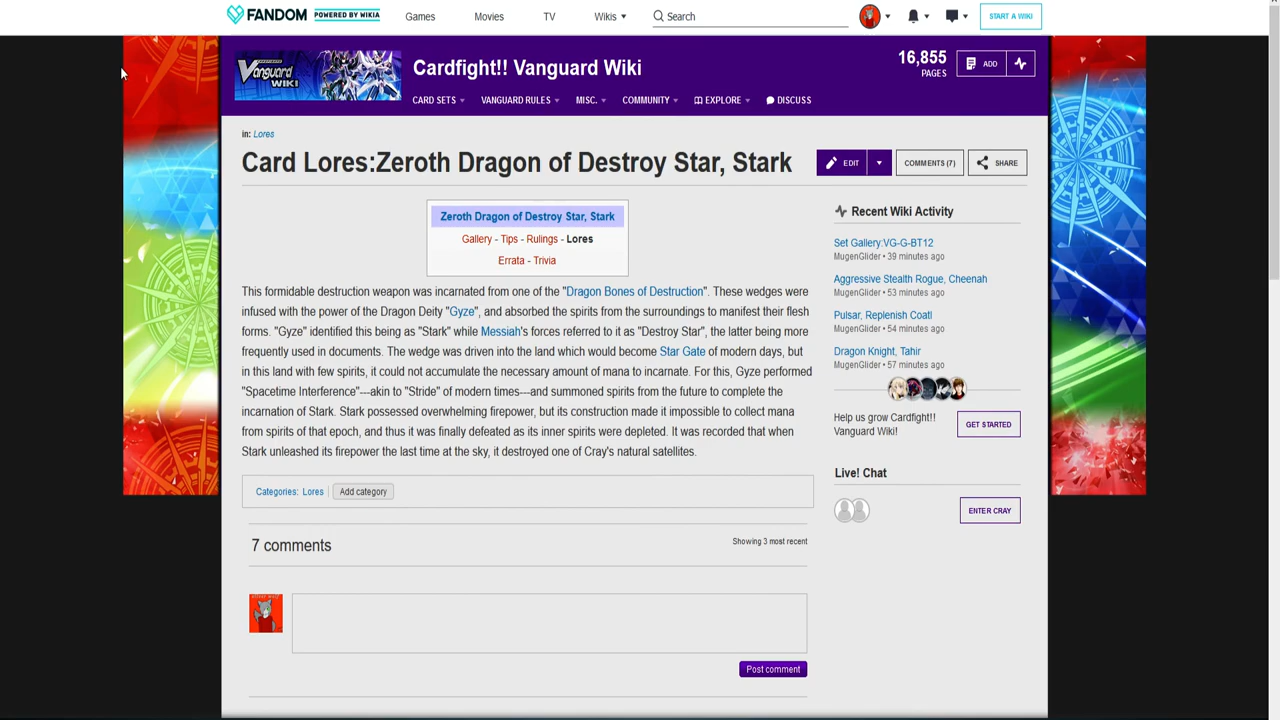 FANDOM POWERED BY WIKIA Games Movies TV Wikis Search START A WIKI
Vanguard WIKI
Cardfight!! Vanguard Wiki
16,855 PAGES ADD
CARD SETS VANGUARD RULES MISC. COMMUNITY EXPLORE DISCUSS
in: Lores
Card Lores:Zeroth Dragon of Destroy Star, Stark
EDIT COMMENTS (7) SHARE
Zeroth Dragon of Destroy Star, Stark
Gallery - Tips - Rulings - Lores
Errata - Trivia
This formidable destruction weapon was incarnated from one of the "Dragon Bones of Destruction". These wedges were
infused with the power of the Dragon Deity "Gyze", and absorbed the spirits from the surroundings to manifest their flesh
forms. "Gyze" identified this being as "Stark" while Messiah's forces referred to it as "Destroy Star", the latter being more
frequently used in documents. The wedge was driven into the land which would become Star Gate of modern days, but
in this land with few spirits, it could not accumulate the necessary amount of mana to incarnate. For this, Gyze performed
"Spacetime Interference"---akin to "Stride" of modern times---and summoned spirits from the future to complete the
incarnation of Stark. Stark possessed overwhelming firepower, but its construction made it impossible to collect mana
from spirits of that epoch, and thus it was finally defeated as its inner spirits were depleted. It was recorded that when
Stark unleashed its firepower the last time at the sky, it destroyed one of Cray's natural satellites.
Categories: Lores Add category
7 comments
Showing 3 most recent
Post comment
Recent Wiki Activity
Set Gallery:VG-G-BT12
MugenGlider • 39 minutes ago
Aggressive Stealth Rogue, Cheenah
MugenGlider • 53 minutes ago
Pulsar, Replenish Coati
MugenGlider • 54 minutes ago
Dragon Knight, Tahir
MugenGlider • 57 minutes ago
Help us grow Cardfight!!
Vanguard Wiki!
GET STARTED
Live! Chat
ENTER CRAY